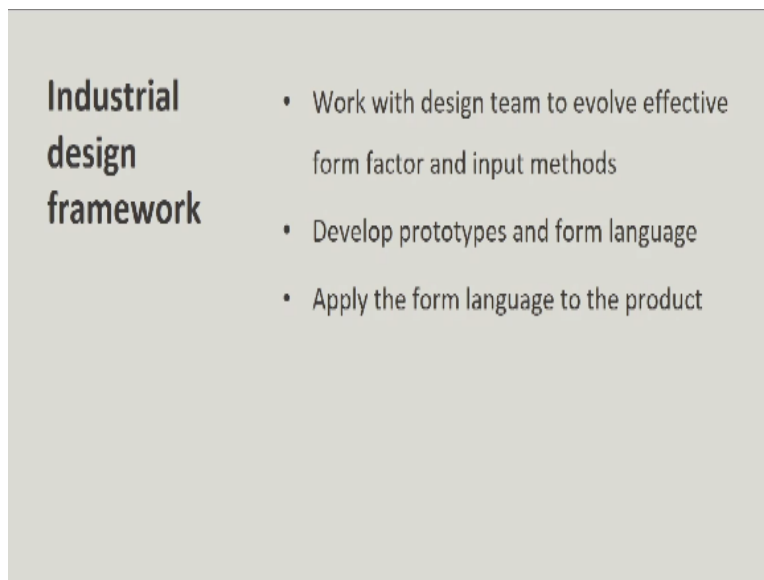 Industrial
design
framework
• Work with design team to evolve effective
form factor and input methods
• Develop prototypes and form language
• Apply the form language to the product